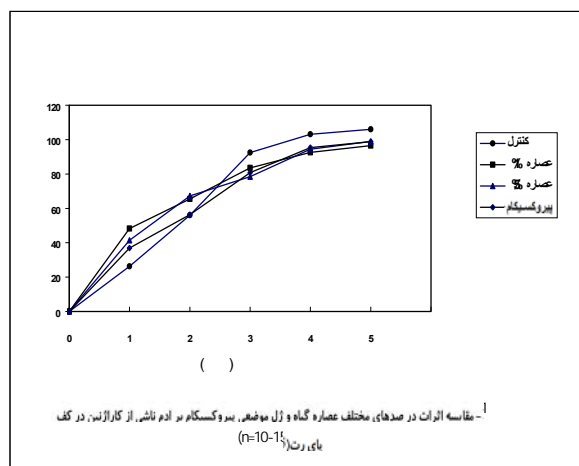 120
100
80
60
40
20
0
0 1 2 3 4 5
( )
کنترل
عصاره %
عصاره %
پیروکسیکام
- مقایسه اثرات در صدهای مختلف عصاره گیاه و ژل موضعی پیروکسیکام بر ادم ناشی از کاراژنین در کف
پای رت (n=10-15